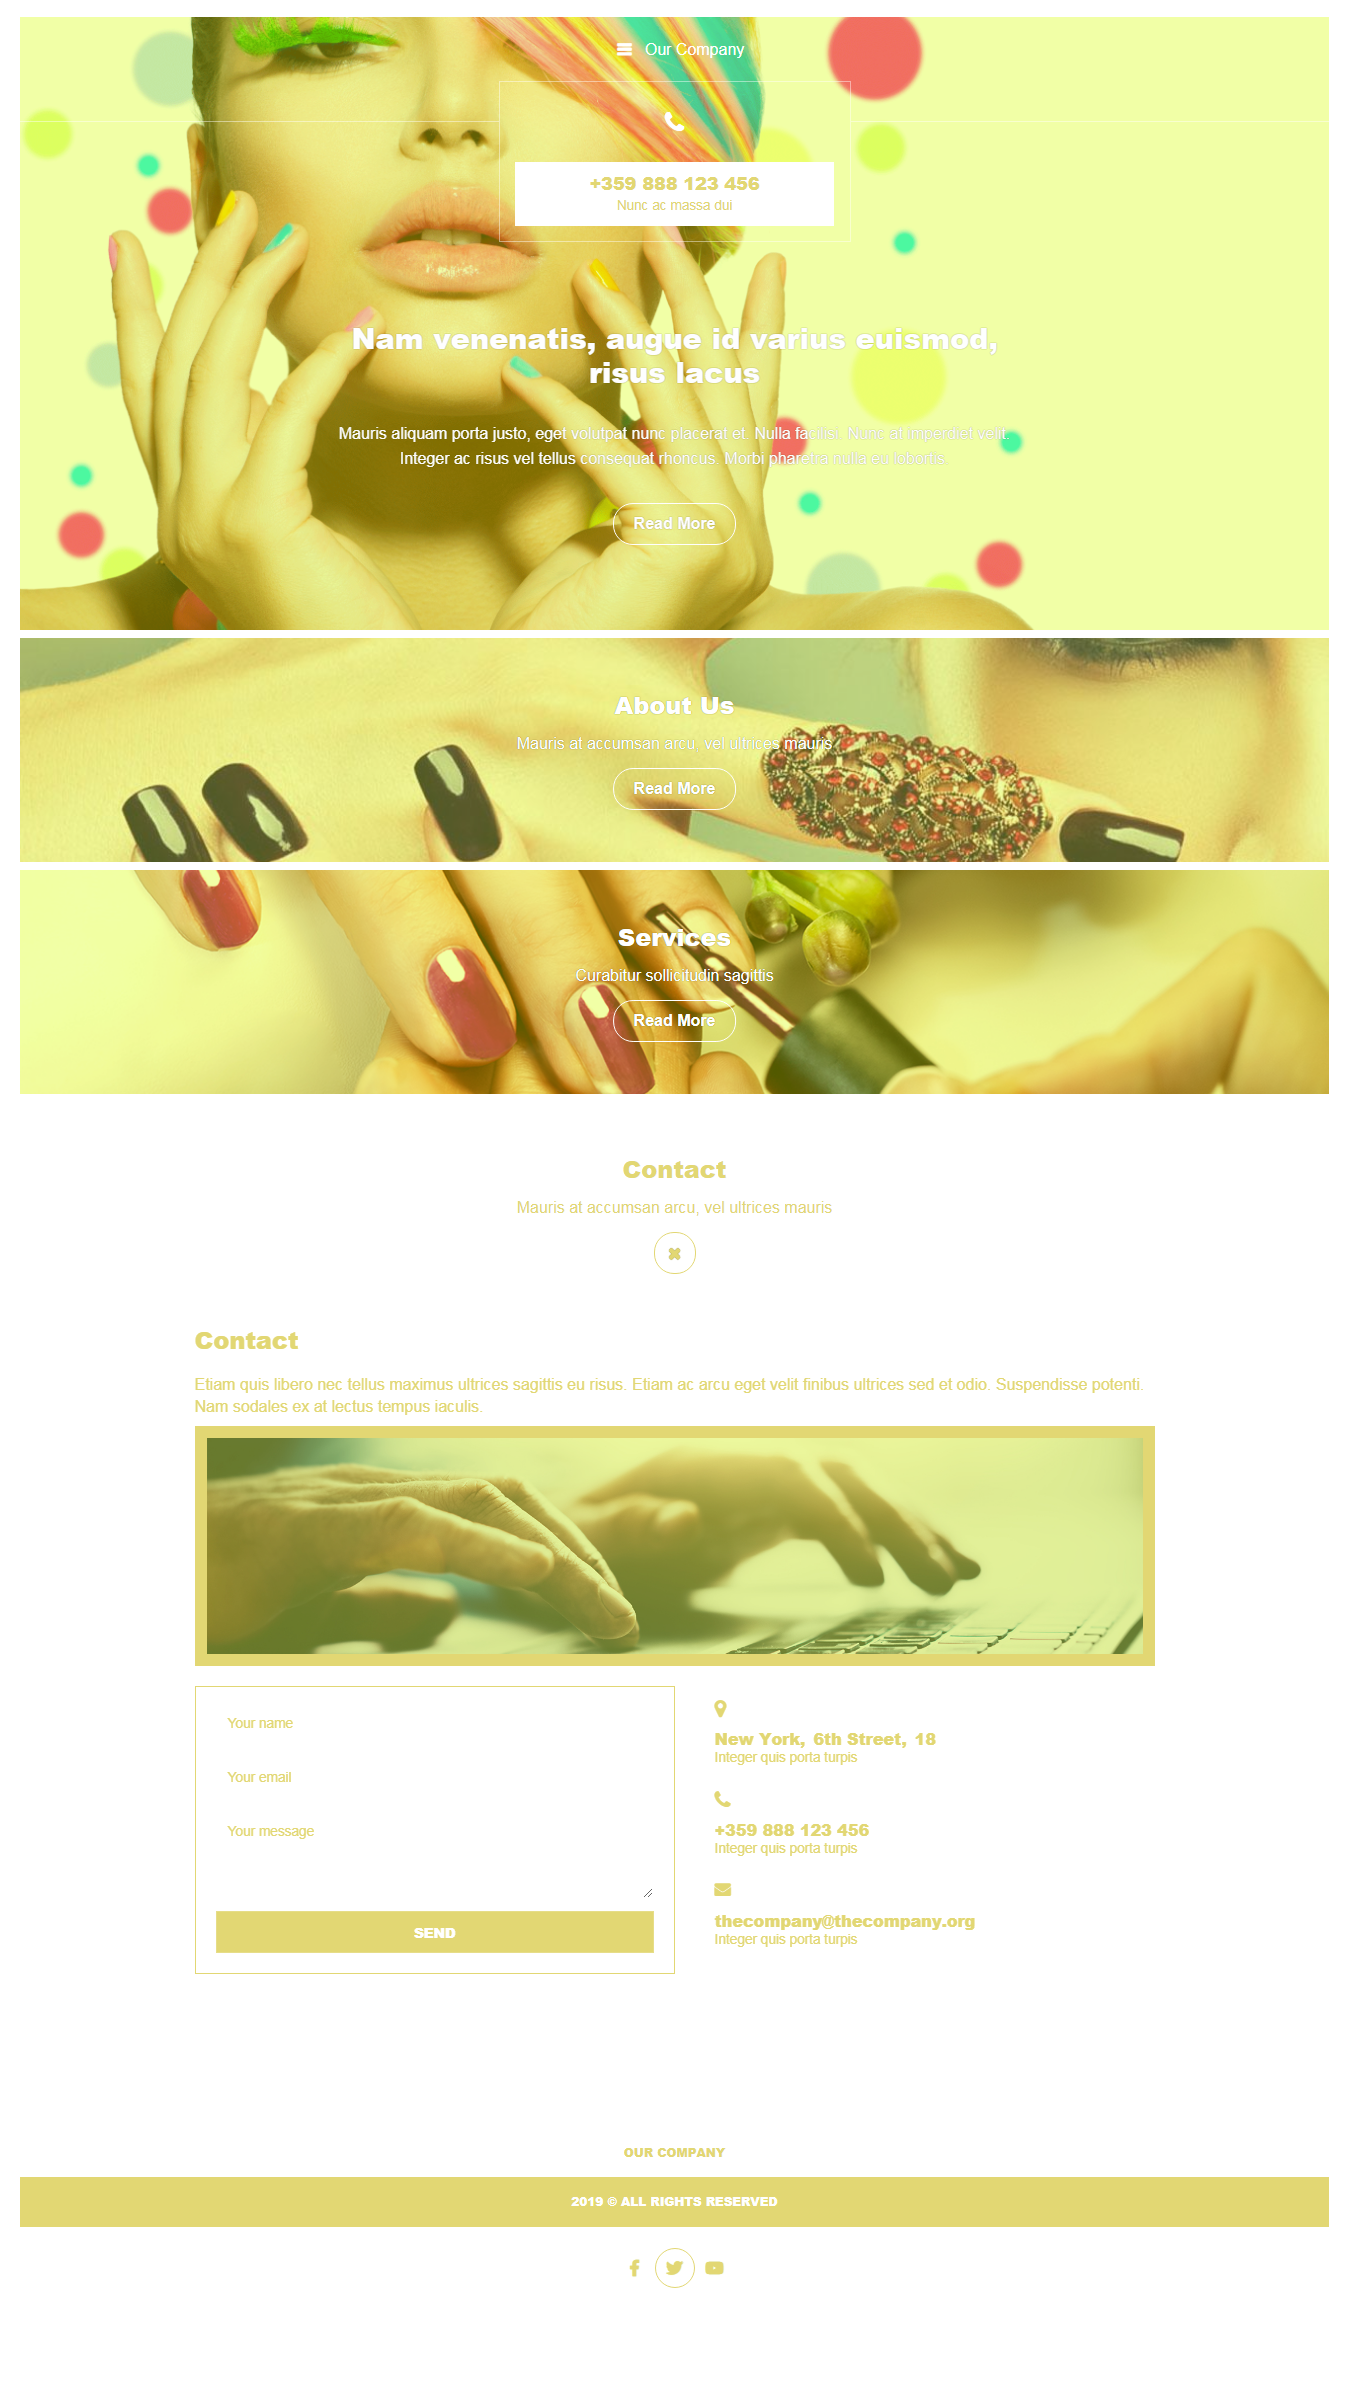 Our Company
+359 888 123 456
Nunc ac massa dui
Nam venenatis, augue id varius euismod,
risus lacus
Mauris aliquam porta justo, eget volutpat nunc placerat et. Nulla facilisi. Nunc at imperdiet velit.
Integer ac risus vel tellus consequat rhoncus. Morbi pharetra nulla eu lobortis.
Read More
About Us
Mauris at accumsan arcu, vel ultrices mauris
Read More
Services
Curabitur sollicitudin sagittis
Read More
Contact
Mauris at accumsan arcu, vel ultrices mauris
Contact
Etiam quis libero nec tellus maximus ultrices sagittis eu risus. Etiam ac arcu eget velit finibus ultrices sed et odio. Suspendisse potenti.
Nam sodales ex at lectus tempus iaculis.
Your name
Your email
Your message
SEND
New York, 6th Street, 18
Integer quis porta turpis
+359 888 123 456
Integer quis porta turpis
thecompany@thecompany.org
Integer quis porta turpis
OUR COMPANY
2019 © ALL RIGHTS RESERVED